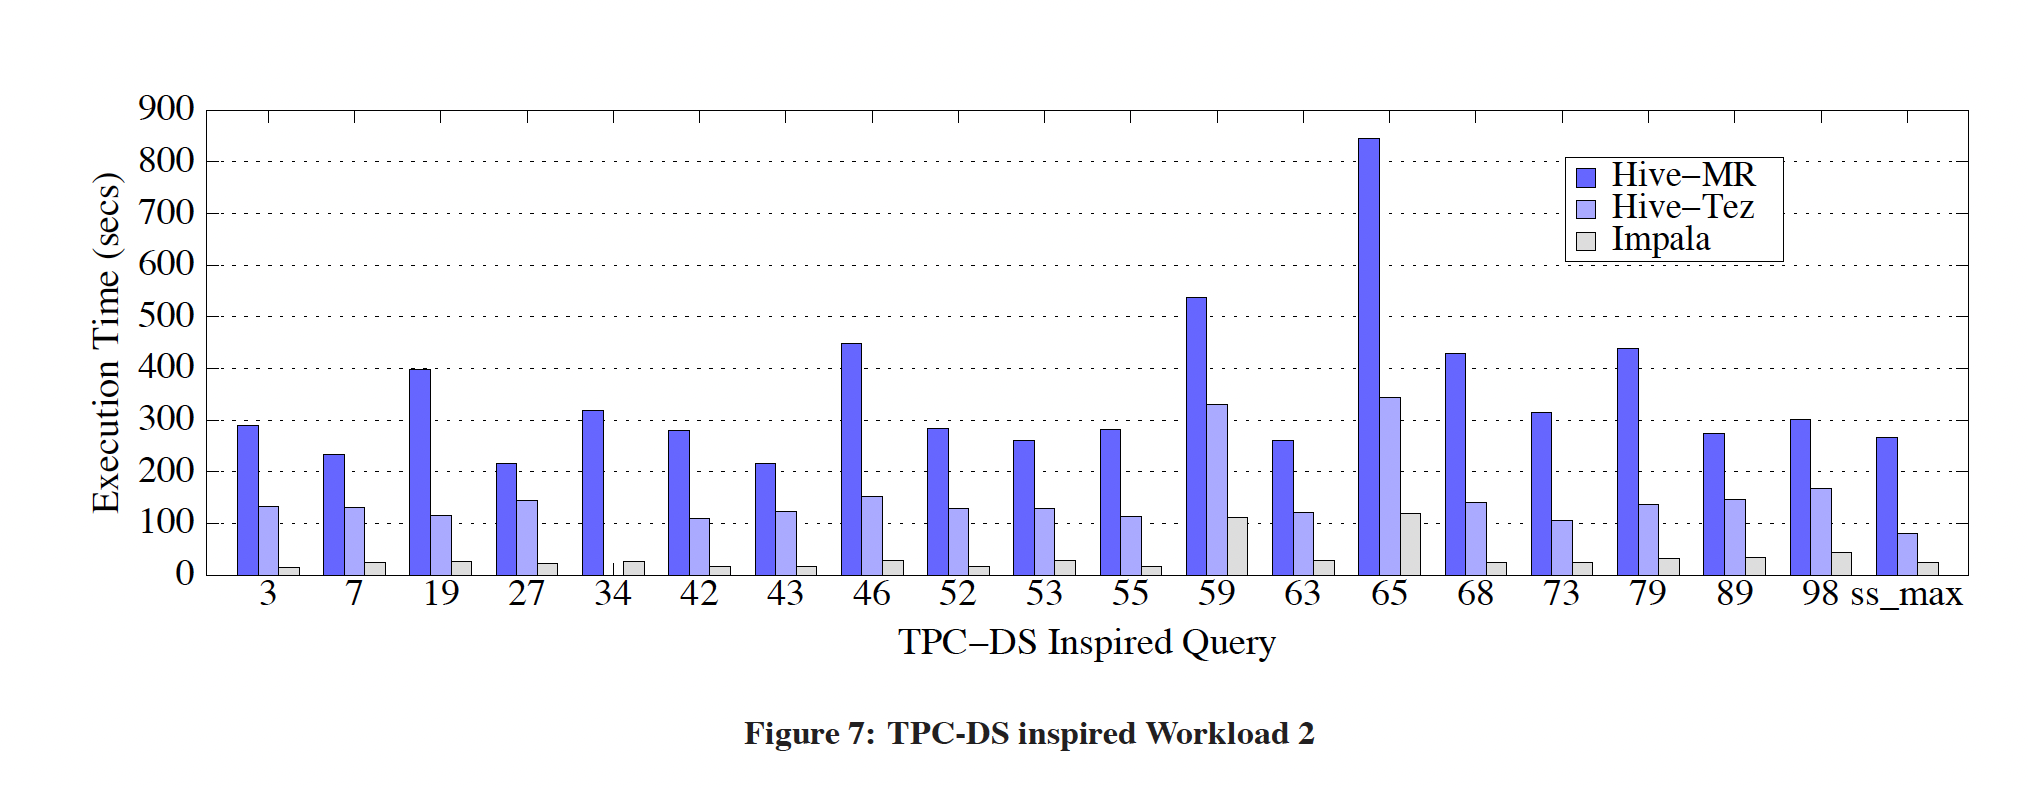 900
800
700
600
500
400
300
200
100
0
Execution Time (secs)
Hive–MR
Hive–Tez
Impala
3 7 19 27 34 42 43 46 52 53 55 59 63 65 68 73 79 89 98 ss_max
TPC–DS Inspired Query
Figure 7: TPC-DS inspired Workload 2